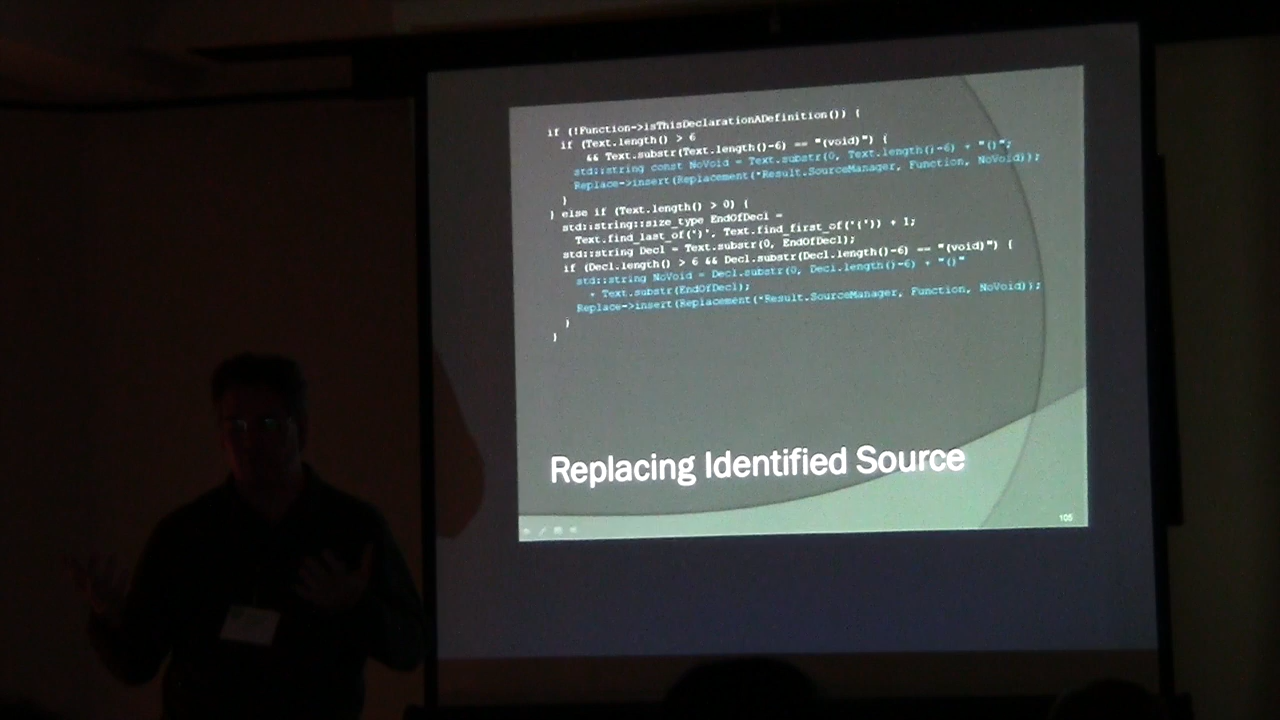 if (!Function->isThisDeclarationADefinition()) {
if (Text.length() > 6
&& Text.substr(Text.length()-6) == "(void)") {
std::string const NoVoid = Text.substr(0, Text.length()-6) + "()";
Replace->insert(Replacement(*Result.SourceManager, Function, NoVoid));
}
} else if (Text.length() > 0) {
std::string::size_type EndOfDecl =
Text.find_last_of(')', Text.find_first_of('{')) + 1;
std::string Decl = Text.substr(0, EndOfDecl);
if (Decl.length() > 6 && Decl.substr(Decl.length()-6) == "(void)") {
std::string NoVoid = Decl.substr(0, Decl.length()-6) + "()"
+ Text.substr(EndOfDecl);
Replace->insert(Replacement(*Result.SourceManager, Function, NoVoid));
}
}
Replacing Identified Source
105